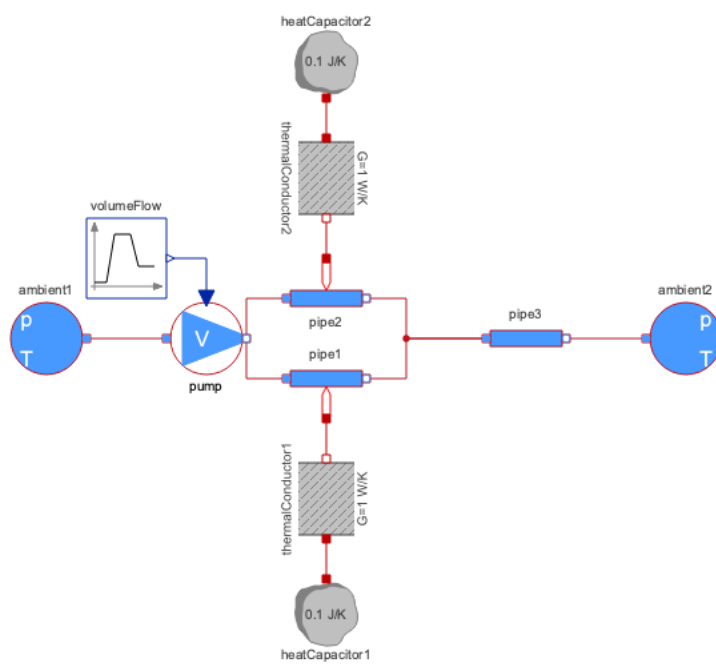 heatCapacitor2
0.1 J/K
thermalConductor2
G=1 W/K
volumeFlow
ambient1
ambient2
p
T
V
pump
pipe2
pipe1
pipe3
p
T
thermalConductor1
G=1 W/K
0.1 J/K
heatCapacitor1